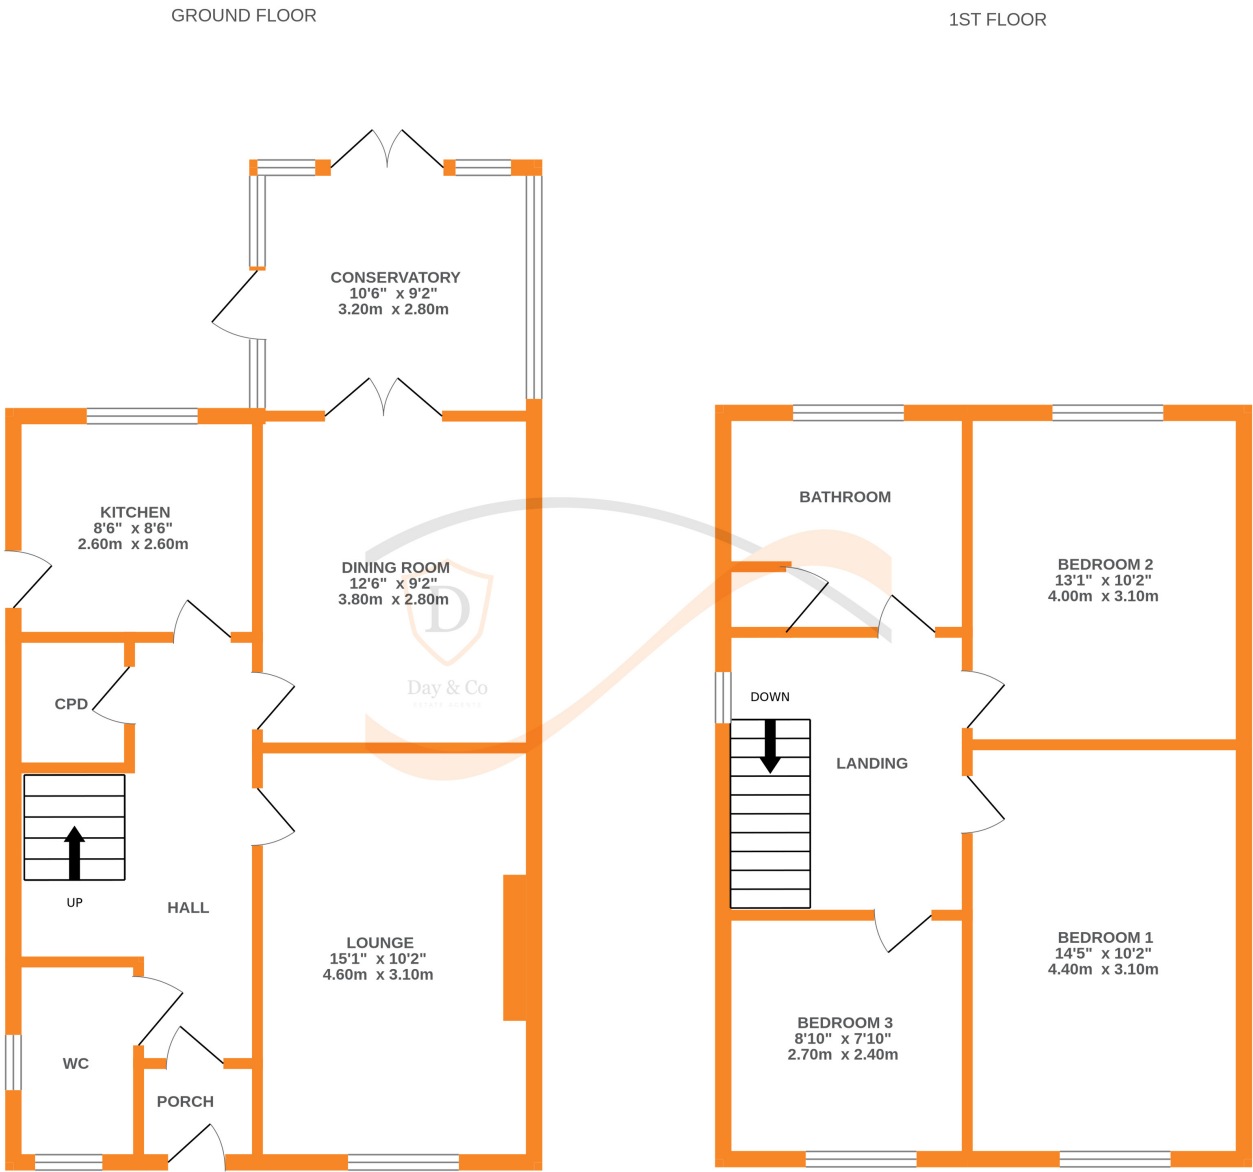 GROUND FLOOR
1ST FLOOR
CONSERVATORY
10'6" x 9'2"
3.20m x 2.80m
KITCHEN
8'6" x 8'6"
2.60m x 2.60m
DINING ROOM
12'6" x 9'2"
3.80m x 2.80m
D
Day & Co
ESTATE AGENTS
CPD
UP
HALL
LOUNGE
15'1" x 10'2"
4.60m x 3.10m
WC
PORCH
BATHROOM
BEDROOM 2
13'1" x 10'2"
4.00m x 3.10m
DOWN
LANDING
BEDROOM 1
14'5" x 10'2"
4.40m x 3.10m
BEDROOM 3
8'10" x 7'10"
2.70m x 2.40m